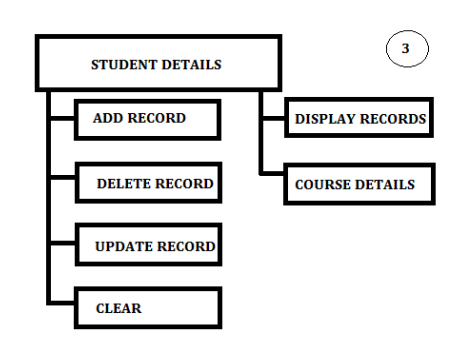 3
STUDENT DETAILS
ADD RECORD
DISPLAY RECORDS
DELETE RECORD
COURSE DETAILS
UPDATE RECORD
CLEAR